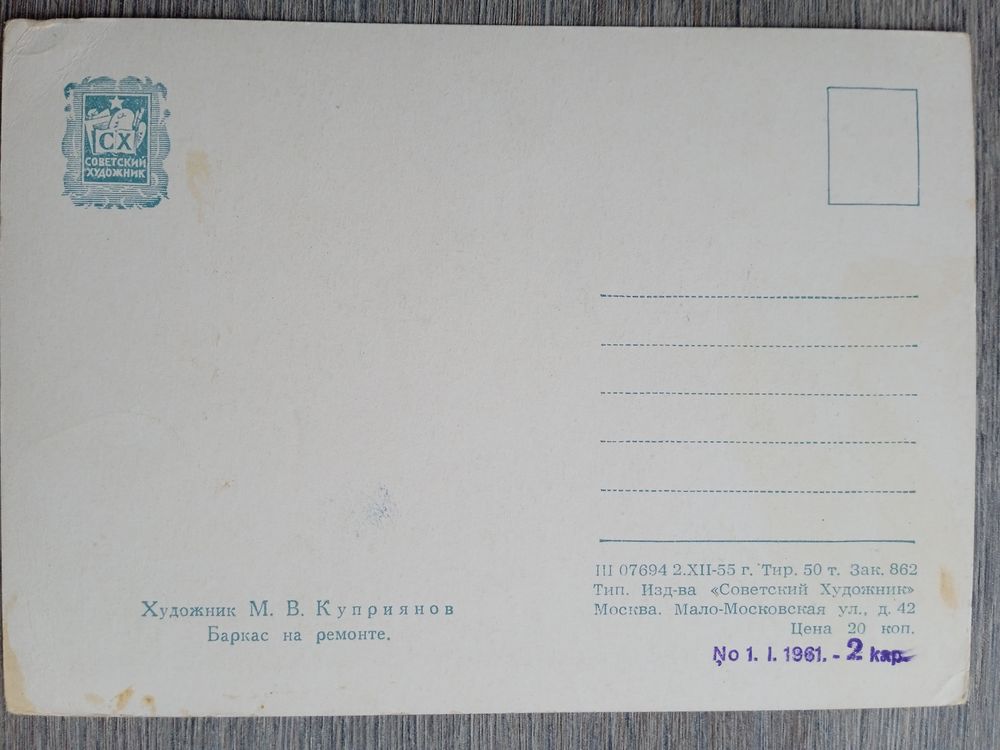 СХ
СОВЕТСКИЙ
ХУДОЖНИК
Художник М. В. Куприянов
Баркас на ремонте.
Ш 07694 2.XII-55 г. Тир. 50 т. Зак. 862
Тип. Изд-ва «Советский Художник»
Москва. Мало-Московская ул., д. 42
Цена 20 коп.
No 1. I. 1961. - 2 kap.